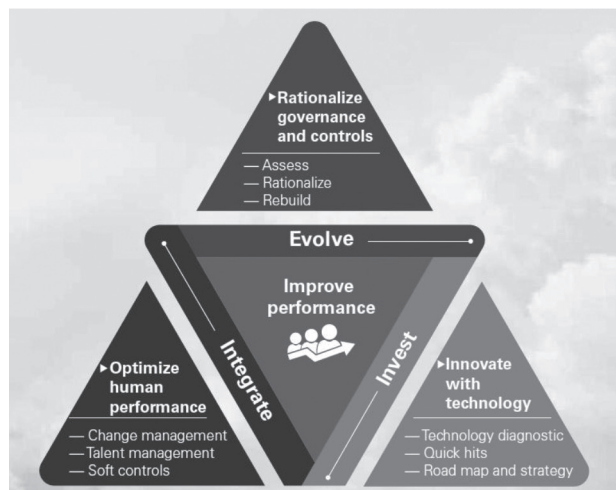 ▸Rationalize
governance
and controls
— Assess
— Rationalize
— Rebuild
Evolve
Improve
performance
Integrate
Invest
▸Optimize
human
performance
— Change management
— Talent management
— Soft controls
▸Innovate
with
technology
— Technology diagnostic
— Quick hits
— Road map and strategy